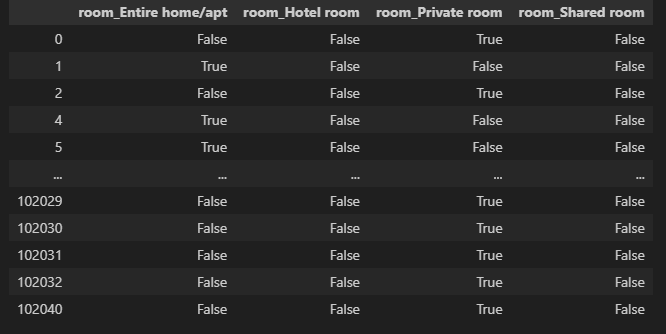 room_Entire home/apt room_Hotel room room_Private room room_Shared room
0 False False True False
1 True False False False
2 False False True False
4 True False False False
5 True False False False
... ... ... ... ...
102029 False False True False
102030 False False True False
102031 False False True False
102032 False False True False
102040 False False True False